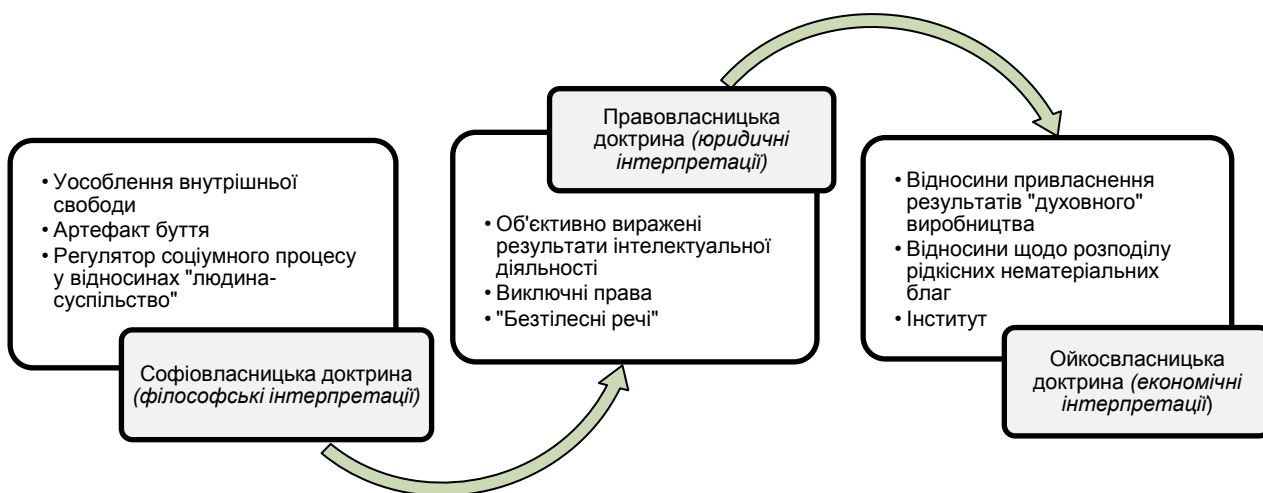 • Уособлення внутрішньої
свободи
• Артефакт буття
• Регулятор соціумного процесу
у відносинах "людина-
суспільство"
Софіовласницька доктрина
(філософські інтерпретації)
Правовласницька
доктрина (юридичні
інтерпретації)
• Об'єктивно виражені
результати інтелектуальної
діяльності
• Виключні права
• "Безтілесні речі"
• Відносини привласнення
результатів "духовного"
виробництва
• Відносини щодо розподілу
рідкісних нематеріальних
благ
• Інститут
Ойкосвласницька
доктрина (економічні
інтерпретації)